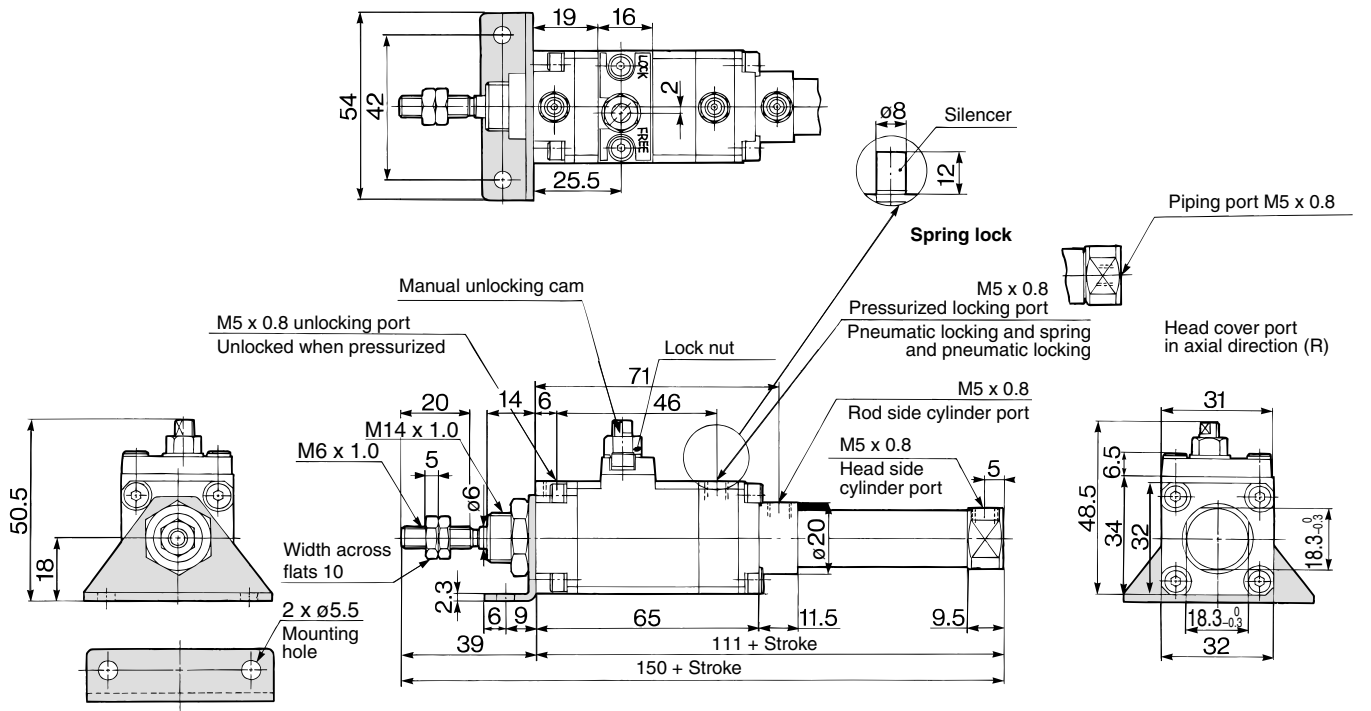 19
16
54
42
LOCK
FREE
2
25.5
ø8
Silencer
12
Spring lock
Piping port M5 x 0.8
Manual unlocking cam
M5 x 0.8
Pressurized locking port
Pneumatic locking and spring
and pneumatic locking
Head cover port
in axial direction (R)
M5 x 0.8 unlocking port
Unlocked when pressurized
Lock nut
71
20
14
6
46
M5 x 0.8
Rod side cylinder port
31
M14 x 1.0
M6 x 1.0
5
ø6
M5 x 0.8
Head side
cylinder port
5
50.5
18
48.5
6.5
34
32
18.3-0.3 0
Width across
flats 10
ø20
2.3
6
9
65
11.5
9.5
18.3-0.3 0
2 x ø5.5
Mounting
hole
39
111 + Stroke
32
150 + Stroke